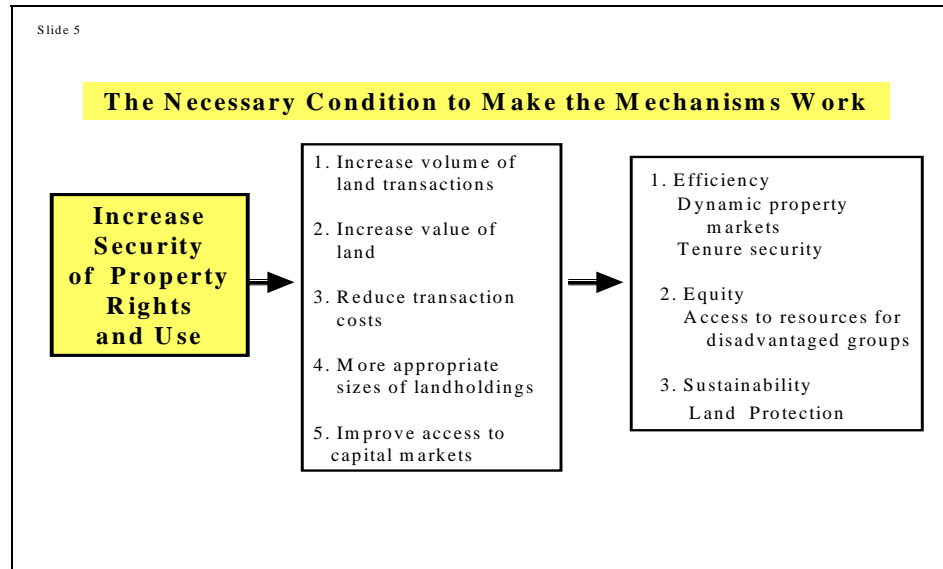 Slide 5
The Necessary Condition to Make the Mechanisms Work
Increase
Security
of Property
Rights
and Use
1. Increase volume of
land transactions
2. Increase value of
land
3. Reduce transaction
costs
4. More appropriate
sizes of landholdings
5. Improve access to
capital markets
1. Efficiency
Dynamic property
markets
Tenure security
2. Equity
Access to resources for
disadvantaged groups
3. Sustainability
Land Protection